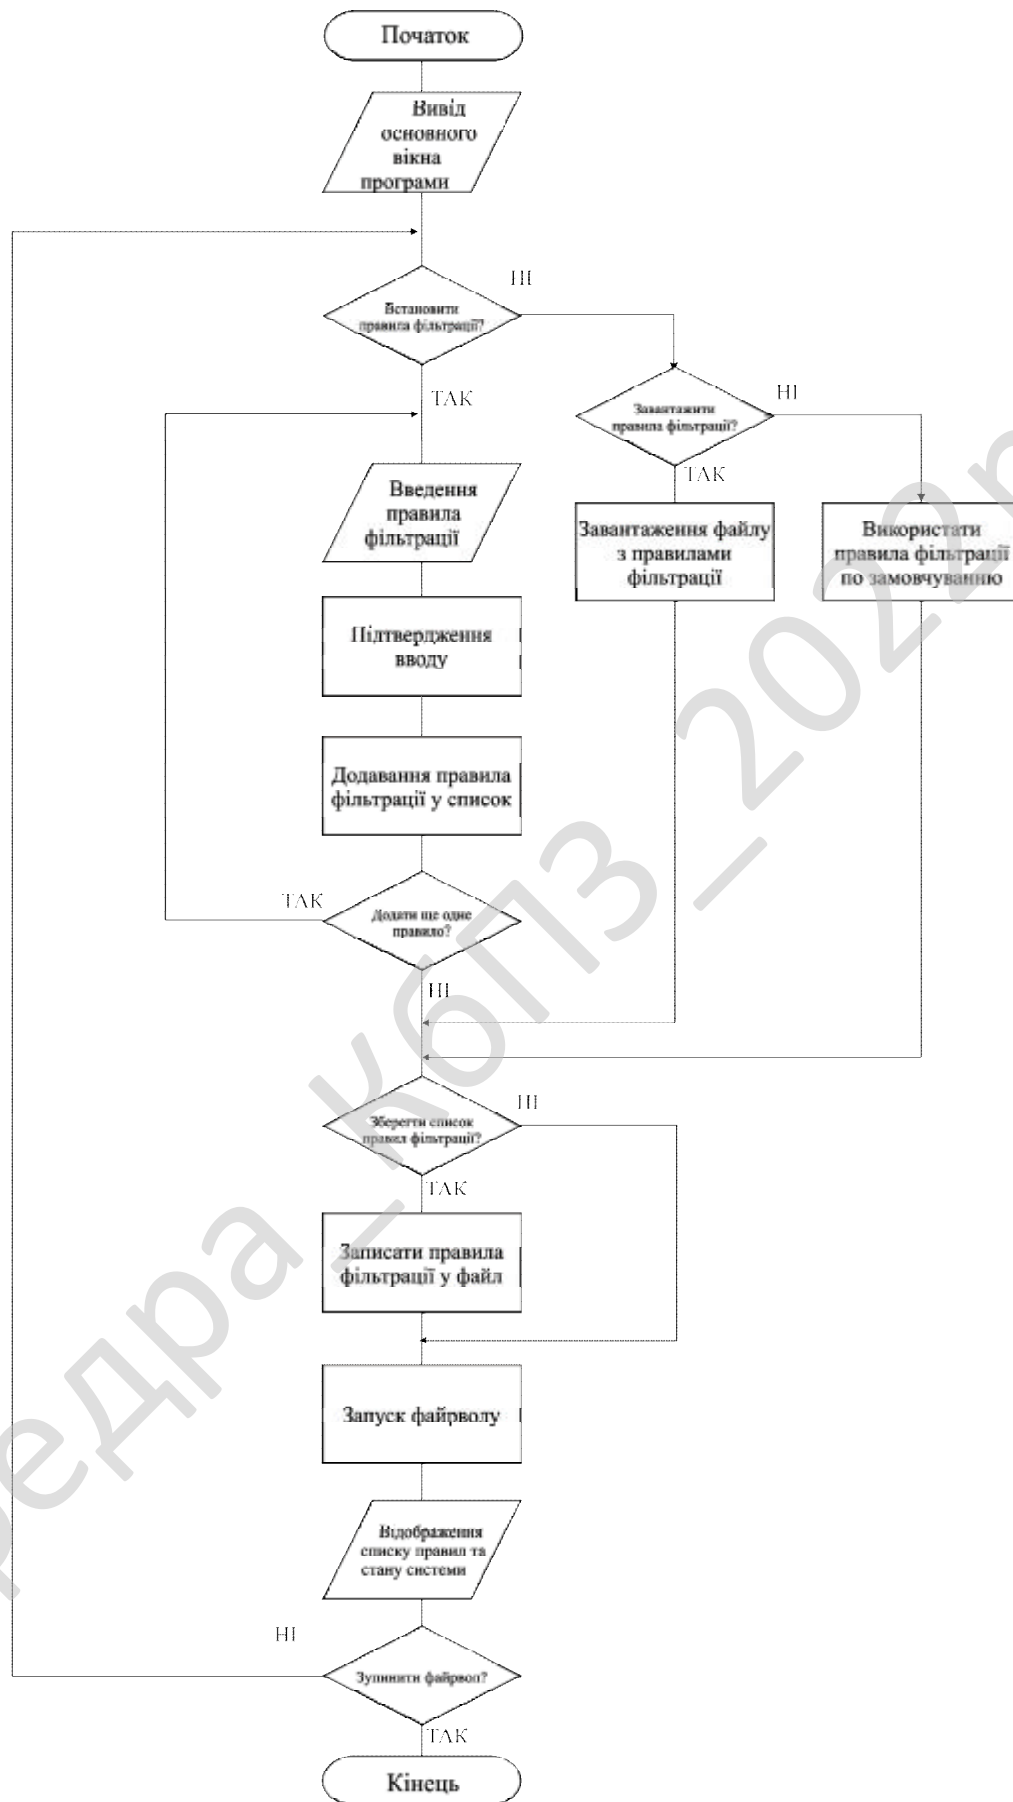 Початок
Вивід
основного
вікна
програми
НІ
Встановити
правила фільтрації?
ТАК
НІ
Завантажити
правила фільтрації?
ТАК
Введення
правила
фільтрації
Завантаження файлу
з правилами
фільтрації
Використати
правила фільтрації
по замовчуванню
Підтвердження
вводу
Додавання правила
фільтрації у список
ТАК
Додати ще одне
правило?
НІ
НІ
Зберегти список
правил фільтрації?
ТАК
Записати правила
фільтрації у файл
Запуск файрволу
Відображення
списку правил та
стану системи
НІ
Зупинити файрвол?
ТАК
Кінець
едра_КбПЗ_2022р